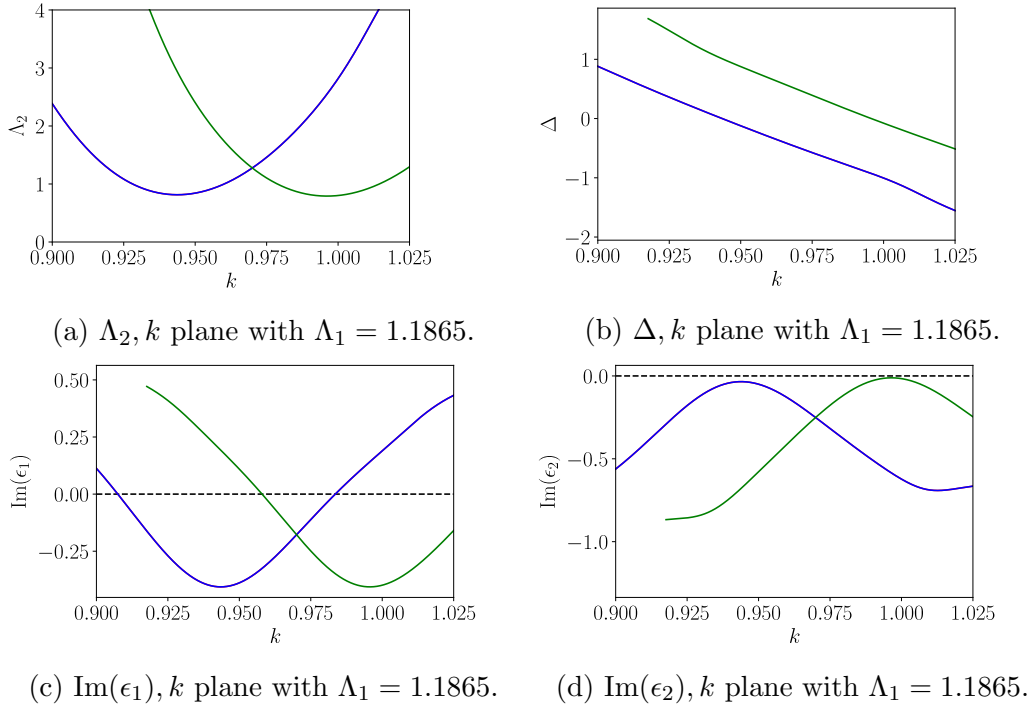 4
3
2
1
0
Λ₂
0.900 0.925 0.950 0.975 1.000 1.025
k
1
0
−1
−2
Δ
0.900 0.925 0.950 0.975 1.000 1.025
k
(a) Λ₂, k plane with Λ₁ = 1.1865.
(b) Δ, k plane with Λ₁ = 1.1865.
0.50
0.25
0.00
−0.25
Im(ϵ₁)
0.900 0.925 0.950 0.975 1.000 1.025
k
0.0
−0.5
−1.0
Im(ϵ₂)
0.900 0.925 0.950 0.975 1.000 1.025
k
(c) Im(ϵ₁), k plane with Λ₁ = 1.1865.
(d) Im(ϵ₂), k plane with Λ₁ = 1.1865.